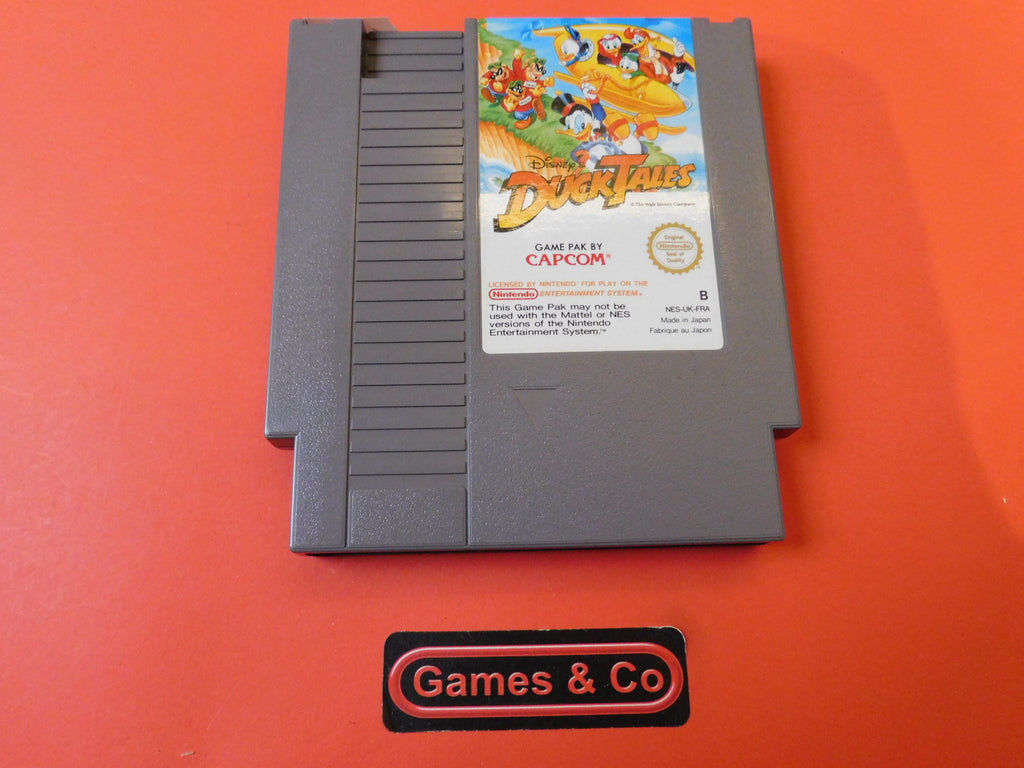 Disney's
DUCKTALES
© The Walt Disney Company
GAME PAK BY
CAPCOM®
Original
Nintendo
Seal of
Quality
LICENSED BY NINTENDO® FOR PLAY ON THE
Nintendo ENTERTAINMENT SYSTEM™
This Game Pak may not be
used with the Mattel or NES
versions of the Nintendo
Entertainment System.™
B
NES-UK-FRA
Made in Japan
Fabrique au Japon
Games & Co